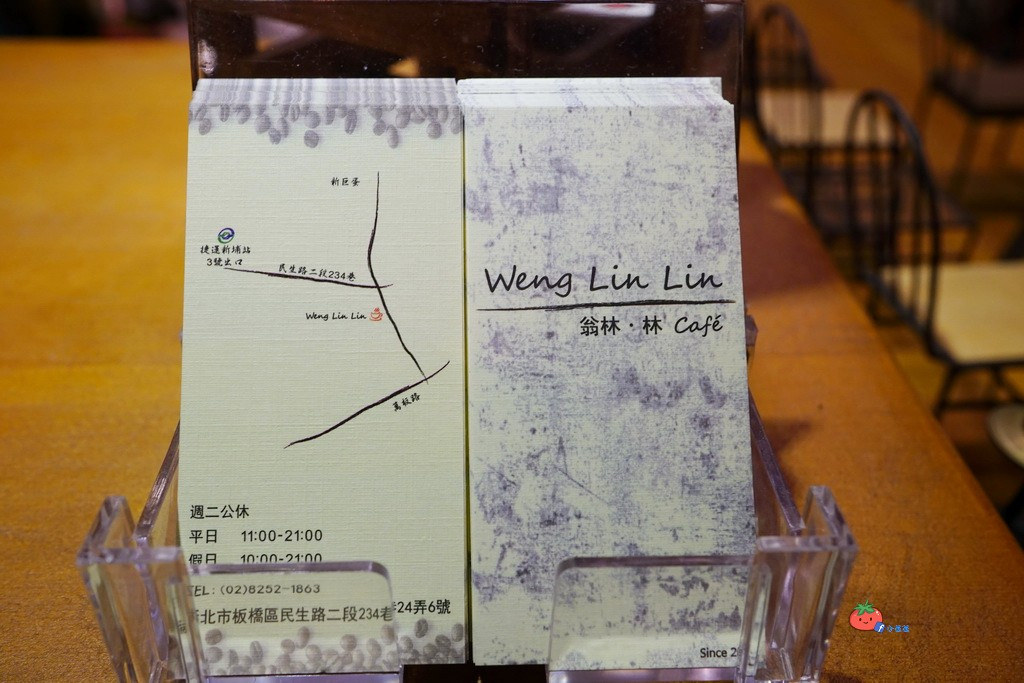 新巨蛋
捷運新埔站
3號出口
民生路二段234巷
Weng Lin Lin
萬板路
週二公休
平日 11:00-21:00
假日 10:00-21:00
TEL: (02)8252-1863
新北市板橋區民生路二段234巷24弄6號
Weng Lin Lin
翁林·林 Café
Since 2